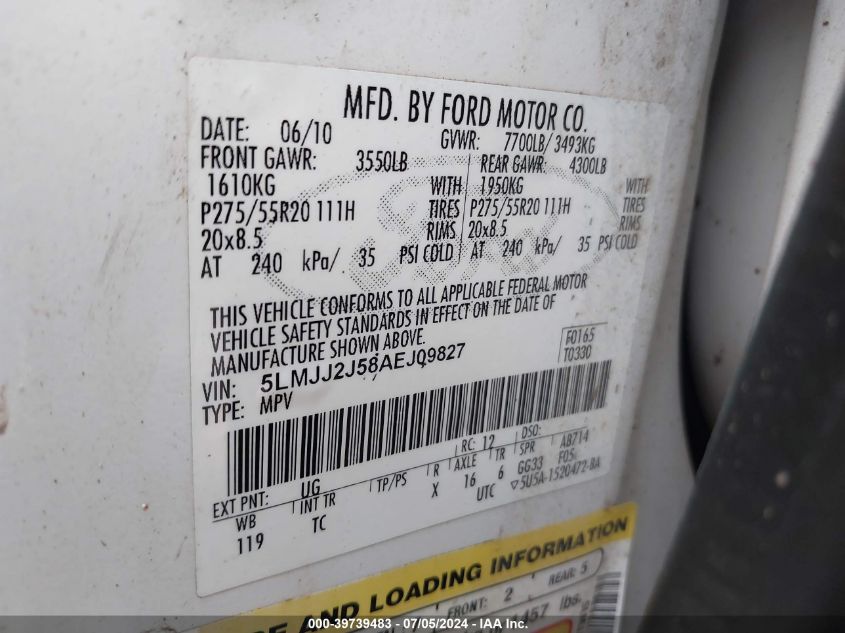 MFD. BY FORD MOTOR CO.
DATE: 06/10 GVWR: 7700LB/ 3493KG
FRONT GAWR: 3550LB REAR GAWR: 4300LB
1610KG WITH 1950KG WITH
P275/55R20 111H TIRES P275/55R20 111H TIRES
20x8.5 RIMS 20x8.5 RIMS
AT 240 kPa/ 35 PSI COLD AT 240 kPa/ 35 PSI COLD
THIS VEHICLE CONFORMS TO ALL APPLICABLE FEDERAL MOTOR
VEHICLE SAFETY STANDARDS IN EFFECT ON THE DATE OF
MANUFACTURE SHOWN ABOVE.
F0165
VIN: 5LMJJ2J58AEJ09827 T0330
TYPE: MPV
RC: 12 DSO:
EXT PNT: UG AB714
WB INT TR TP/PS R AXLE TR SPR F05
119 TC X 16 6 GG33
UTC ▽5U5A-1520472-BA
E AND LOADING INFORMATION
FRONT: 2 REAR: 5
457 lbs.
000-39739483 - 07/05/2024 - IAA Inc.